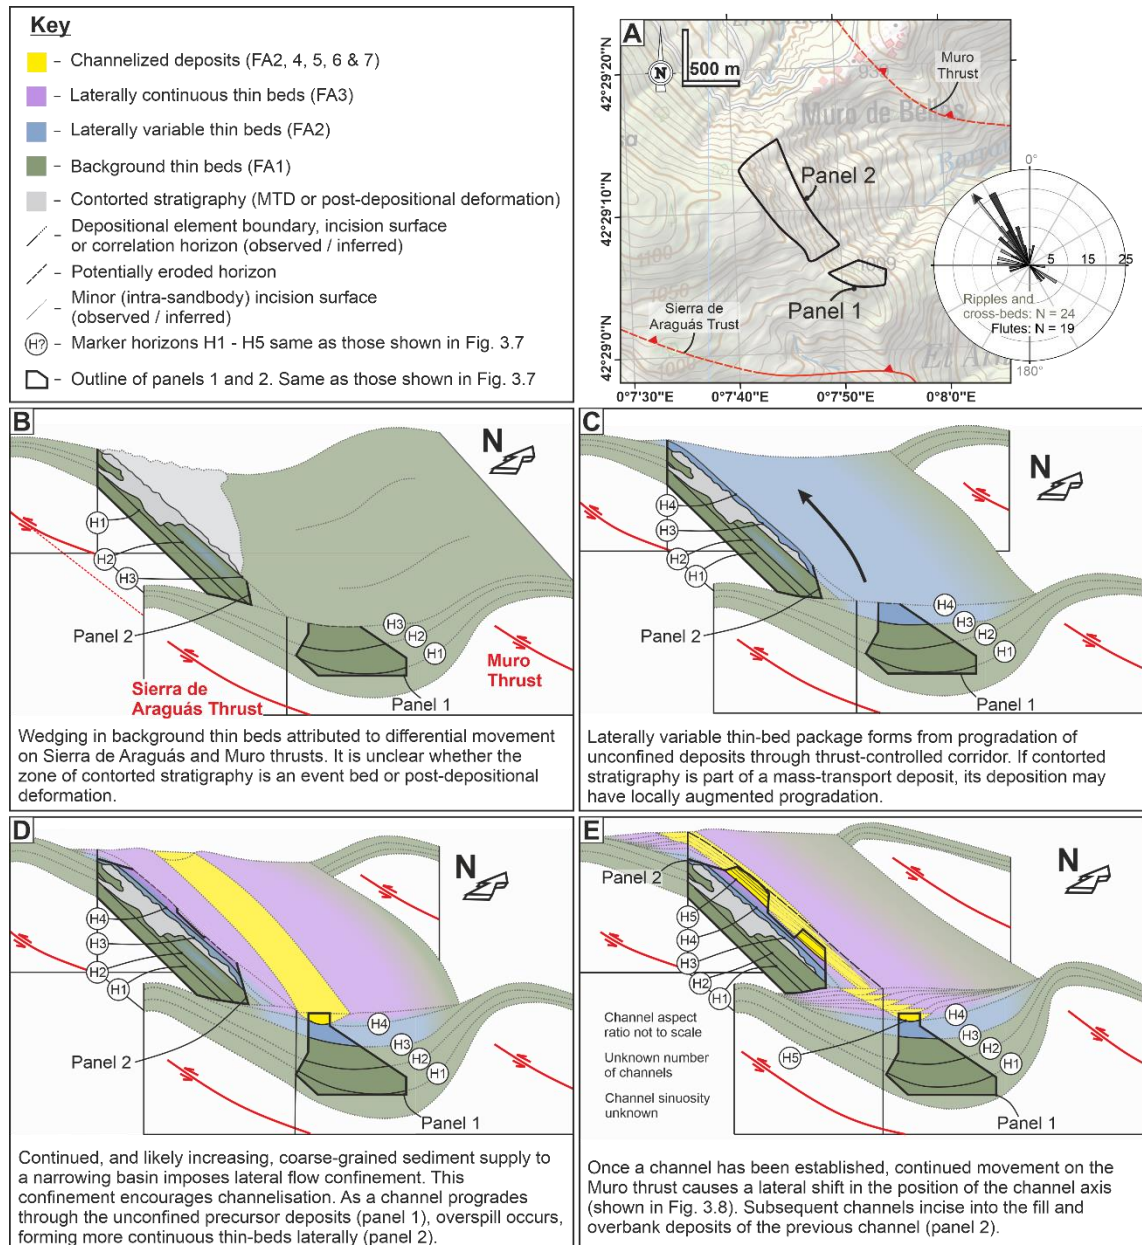 Key
- Channelized deposits (FA2, 4, 5, 6 & 7)
- Laterally continuous thin beds (FA3)
- Laterally variable thin beds (FA2)
- Background thin beds (FA1)
- Contorted stratigraphy (MTD or post-depositional deformation)
- Depositional element boundary, incision surface
or correlation horizon (observed / inferred)
- Potentially eroded horizon
- Minor (intra-sandbody) incision surface
(observed / inferred)
H?
- Marker horizons H1 - H5 same as those shown in Fig. 3.7
- Outline of panels 1 and 2. Same as those shown in Fig. 3.7
A
N
500 m
Muro
Thrust
Muro de Bellos
Panel 2
Panel 1
Sierra de
Araguás Trust
1100
1000
42°29'20"N
42°29'10"N
42°29'0"N
0°7'30"E
0°7'40"E
0°7'50"E
0°8'0"E
0°
5
15
25
Ripples and
cross-beds: N = 24
Flutes: N = 19
180°
B
N
H1
H2
H3
Panel 2
H3
H2
H1
Sierra de
Araguás Thrust
Muro
Thrust
Panel 1
Wedging in background thin beds attributed to differential movement
on Sierra de Araguás and Muro thrusts. It is unclear whether the
zone of contorted stratigraphy is an event bed or post-depositional
deformation.
C
N
H4
H3
H2
H1
Panel 2
H4
H3
H2
H1
Panel 1
Laterally variable thin-bed package forms from progradation of
unconfined deposits through thrust-controlled corridor. If contorted
stratigraphy is part of a mass-transport deposit, its deposition may
have locally augmented progradation.
D
N
H4
H3
H2
H1
Panel 2
H4
H3
H2
H1
Panel 1
Continued, and likely increasing, coarse-grained sediment supply to
a narrowing basin imposes lateral flow confinement. This
confinement encourages channelisation. As a channel progrades
through the unconfined precursor deposits (panel 1), overspill occurs,
forming more continuous thin-beds laterally (panel 2).
E
N
Panel 2
H5
H4
H3
H2
H1
H4
H3
H2
H1
H5
Channel aspect
ratio not to scale
Unknown number
of channels
Channel sinuosity
unknown
Panel 1
Once a channel has been established, continued movement on the
Muro thrust causes a lateral shift in the position of the channel axis
(shown in Fig. 3.8). Subsequent channels incise into the fill and
overbank deposits of the previous channel (panel 2).